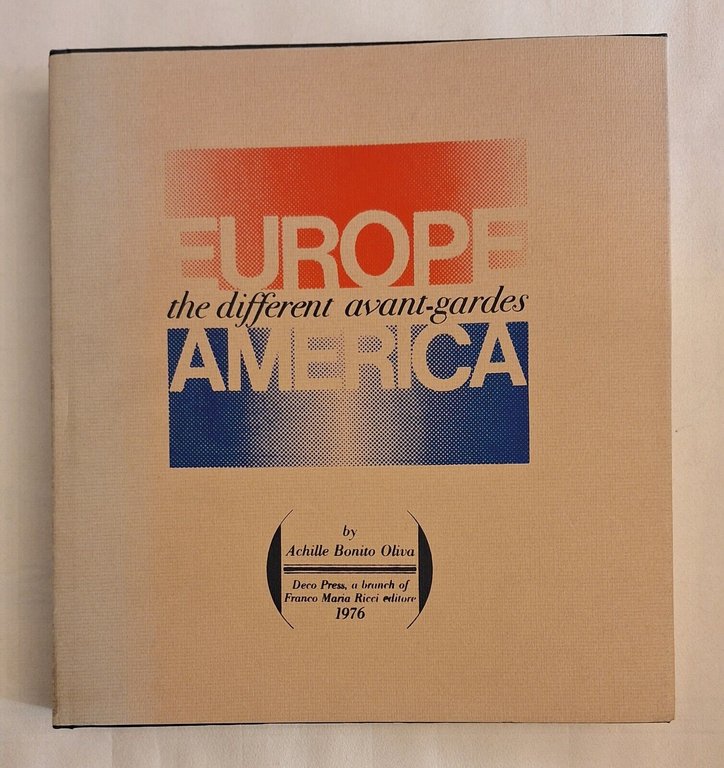 EUROPE
the different avant-gardes
AMERICA
by
Achille Bonito Oliva
Deco Press, a branch of
Franco Maria Ricci editore
1976